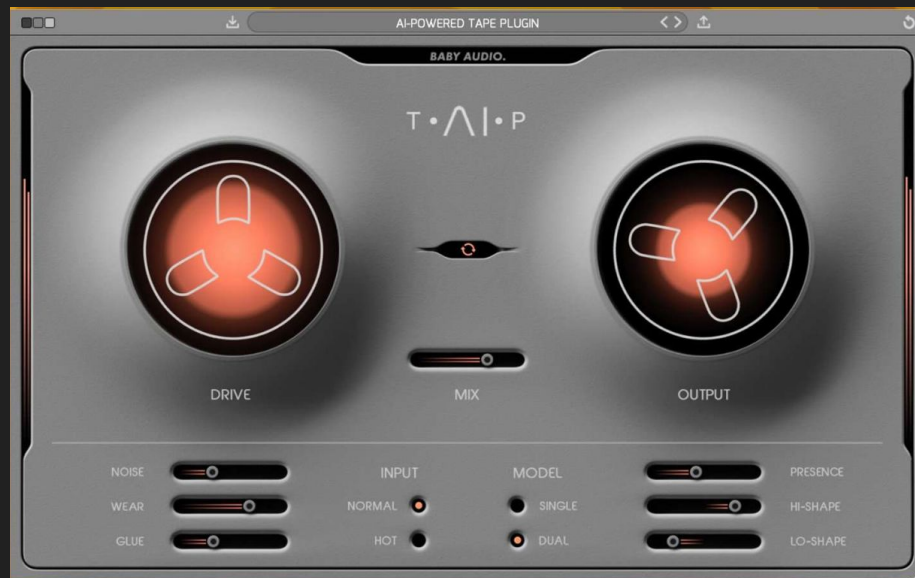 AI-POWERED TAPE PLUGIN
BABY AUDIO.
T•AI•P
DRIVE
MIX
OUTPUT
NOISE
INPUT
MODEL
PRESENCE
WEAR
NORMAL
SINGLE
HI-SHAPE
GLUE
HOT
DUAL
LO-SHAPE